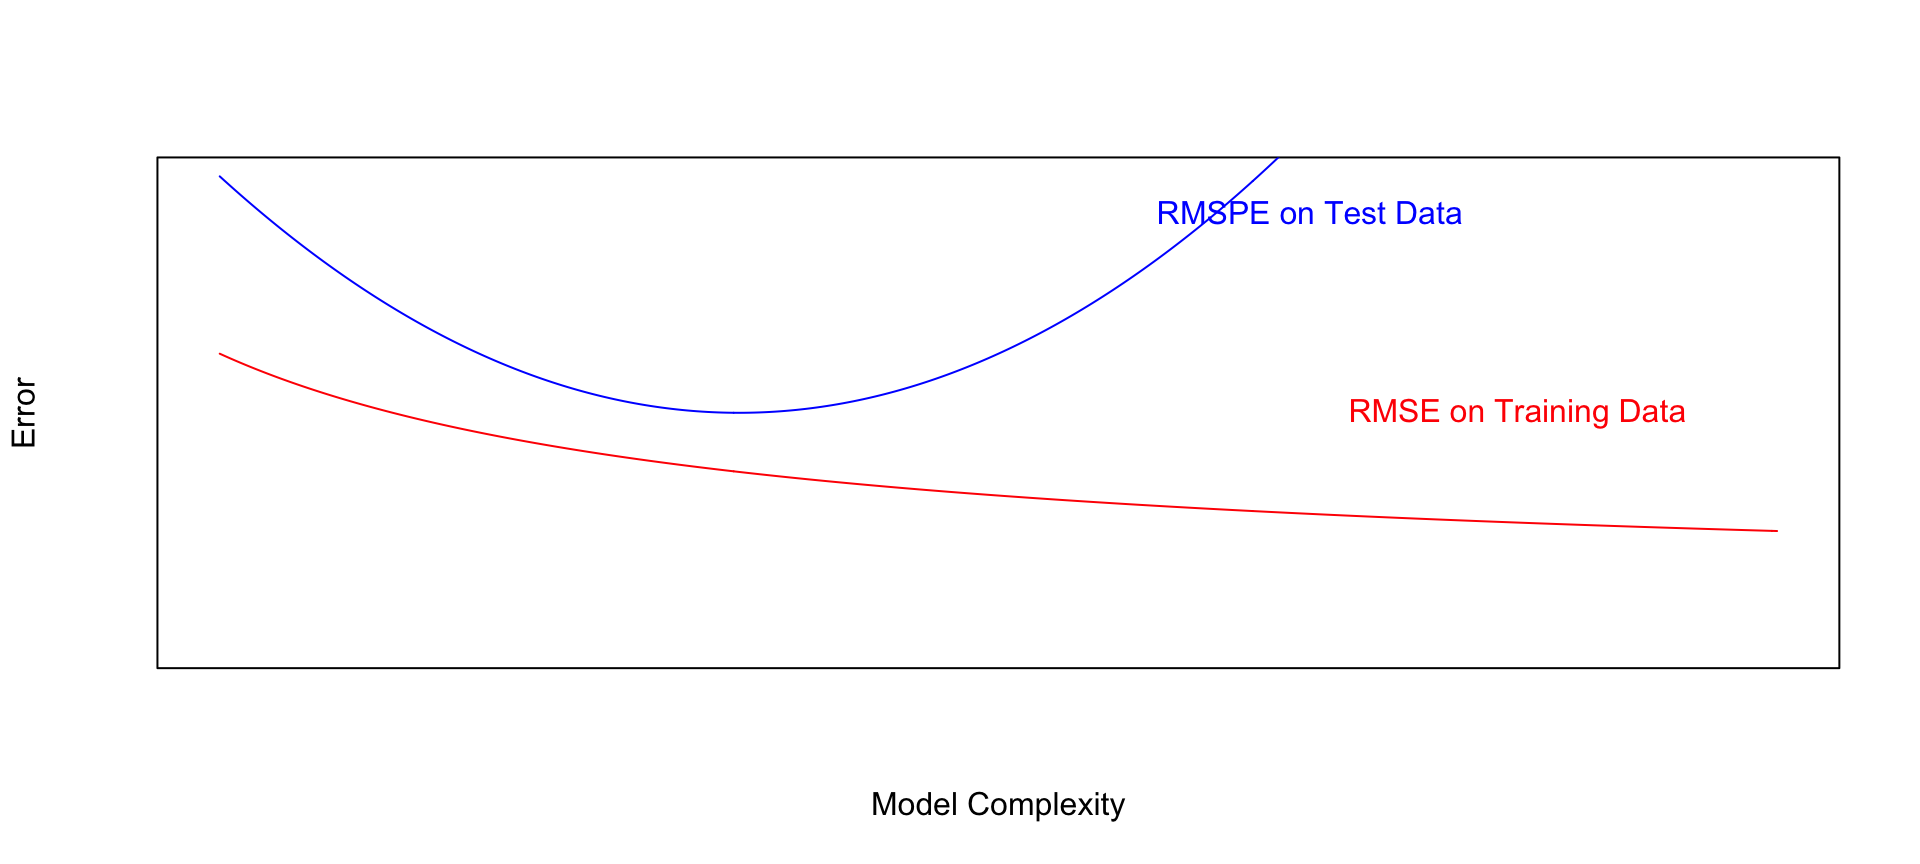 RMSPE on Test Data
RMSE on Training Data
Error
Model Complexity